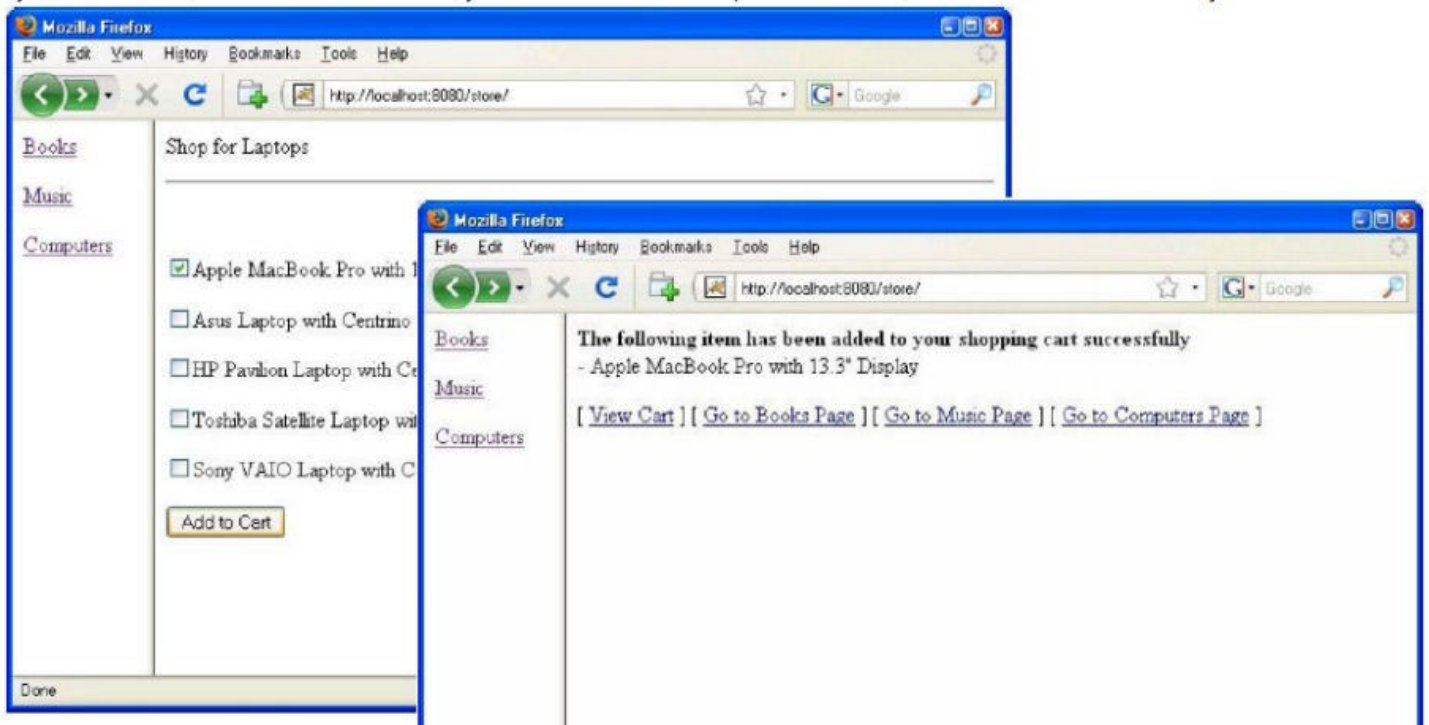 Mozilla Firefox
File Edit View History Bookmarks Tools Help
http://localhost:8080/store/
Google
Books
Music
Computers
Shop for Laptops
Apple MacBook Pro with
Asus Laptop with Centrino
HP Pavilion Laptop with
Toshiba Satellite Laptop
Sony VAIO Laptop with
Add to Cart
Done
Mozilla Firefox
File Edit View History Bookmarks Tools Help
http://localhost:8080/store/
Google
Books
Music
Computers
The following item has been added to your shopping cart successfully
- Apple MacBook Pro with 13.3" Display
[ View Cart ] [ Go to Books Page ] [ Go to Music Page ] [ Go to Computers Page ]